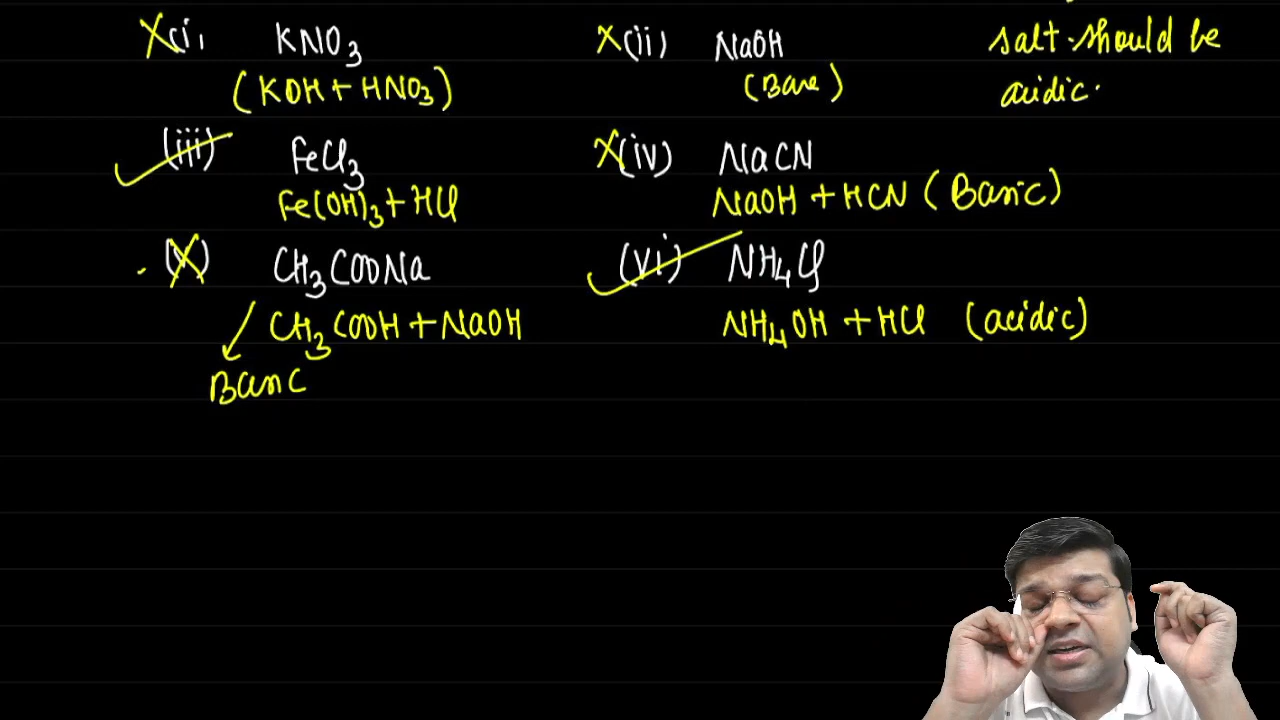 X(i) KNO3 X(ii) NaOH salt should be
(KOH + HNO3) (Base) acidic.
(iii) FeCl3 X(iv) NaCN
Fe(OH)3 + HCl NaOH + HCN (Basic)
(v) CH3COONa (vi) NH4Cl
CH3COOH + NaOH NH4OH + HCl (acidic)
Basic